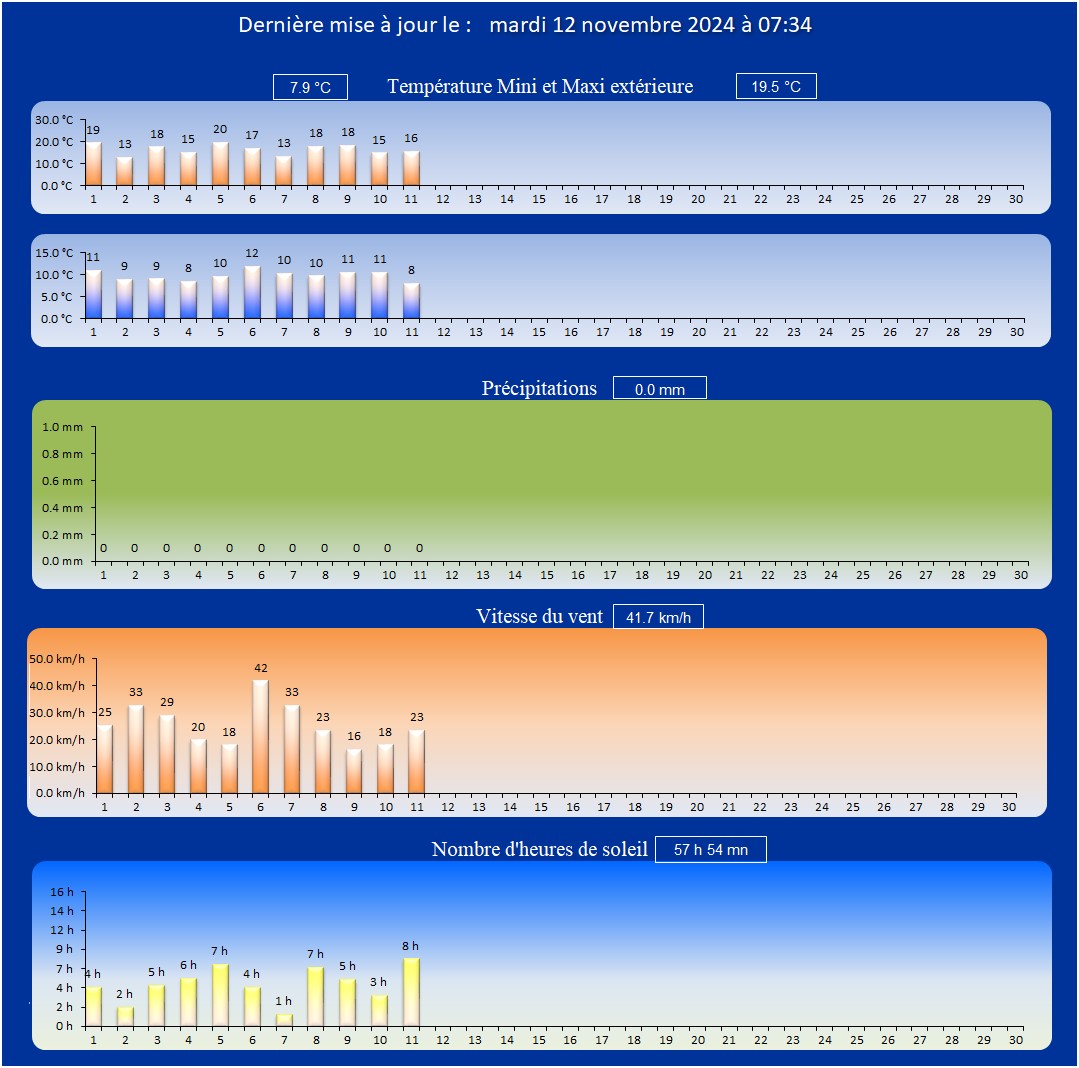 Dernière mise à jour le : mardi 12 novembre 2024 à 07:34
7.9 °C Température Mini et Maxi extérieure 19.5 °C
30.0 °C
20.0 °C
10.0 °C
0.0 °C
19 13 18 15 20 17 13 18 18 15 16
1 2 3 4 5 6 7 8 9 10 11 12 13 14 15 16 17 18 19 20 21 22 23 24 25 26 27 28 29 30
15.0 °C
10.0 °C
5.0 °C
0.0 °C
11 9 9 8 10 12 10 10 11 11 8
1 2 3 4 5 6 7 8 9 10 11 12 13 14 15 16 17 18 19 20 21 22 23 24 25 26 27 28 29 30
Précipitations 0.0 mm
1.0 mm
0.8 mm
0.6 mm
0.4 mm
0.2 mm
0.0 mm
0 0 0 0 0 0 0 0 0 0 0
1 2 3 4 5 6 7 8 9 10 11 12 13 14 15 16 17 18 19 20 21 22 23 24 25 26 27 28 29 30
Vitesse du vent 41.7 km/h
50.0 km/h
40.0 km/h
30.0 km/h
20.0 km/h
10.0 km/h
0.0 km/h
25 33 29 20 18 42 33 23 16 18 23
1 2 3 4 5 6 7 8 9 10 11 12 13 14 15 16 17 18 19 20 21 22 23 24 25 26 27 28 29 30
Nombre d'heures de soleil 57 h 54 mn
16 h
14 h
12 h
9 h
7 h
4 h
2 h
0 h
4 h 2 h 5 h 6 h 7 h 4 h 1 h 7 h 5 h 3 h 8 h
1 2 3 4 5 6 7 8 9 10 11 12 13 14 15 16 17 18 19 20 21 22 23 24 25 26 27 28 29 30